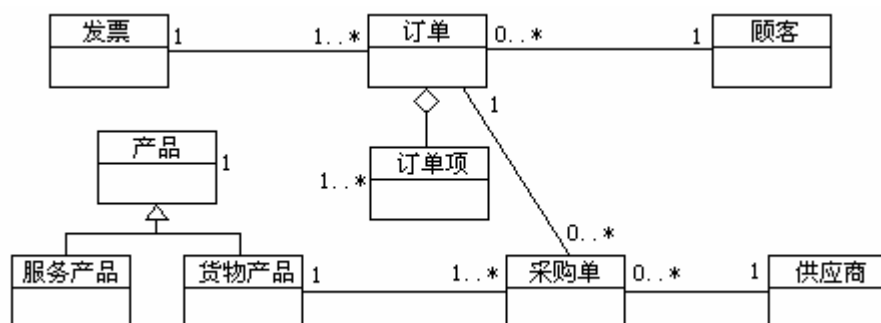 发票 1 1..* 订单 0..* 1 顾客
1
产品 1
1..* 订单项
0..*
服务产品 货物产品 1 1..* 采购单 0..* 1 供应商